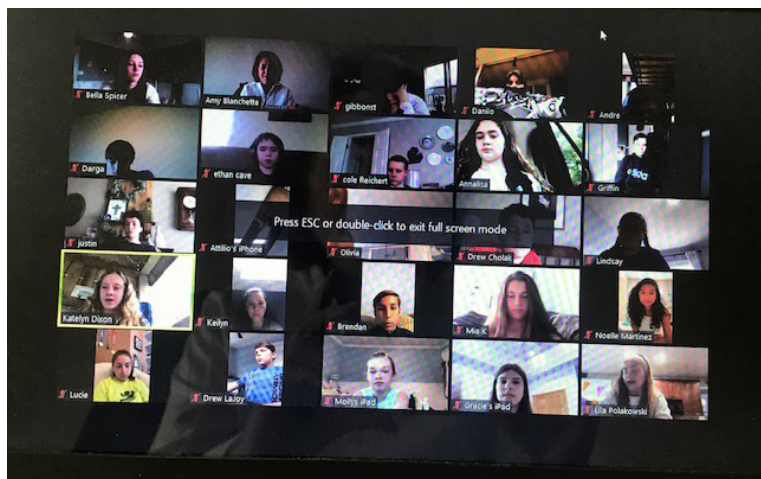 Bella Spicer
Amy Blanchette
gibbonst
Danilo
Andre
Darga
ethan cave
cole Reichert
Annalisa
Griffin
Press ESC or double-click to exit full screen mode
justin
Attilio's iPhone
Olivia
Drew Cholak
Lindsay
Katelyn Dixon
Keilyn
Brendan
Mia K
Noelle Martinez
Lucie
Drew LaJoy
Mollys iPad
Gracie's iPad
Lila Polakowski